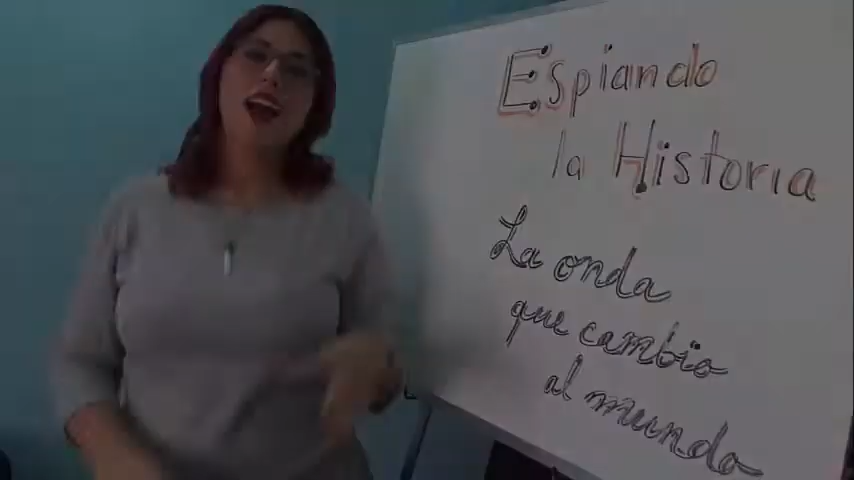 Espiando
la Historia
La onda
que cambio
al mundo